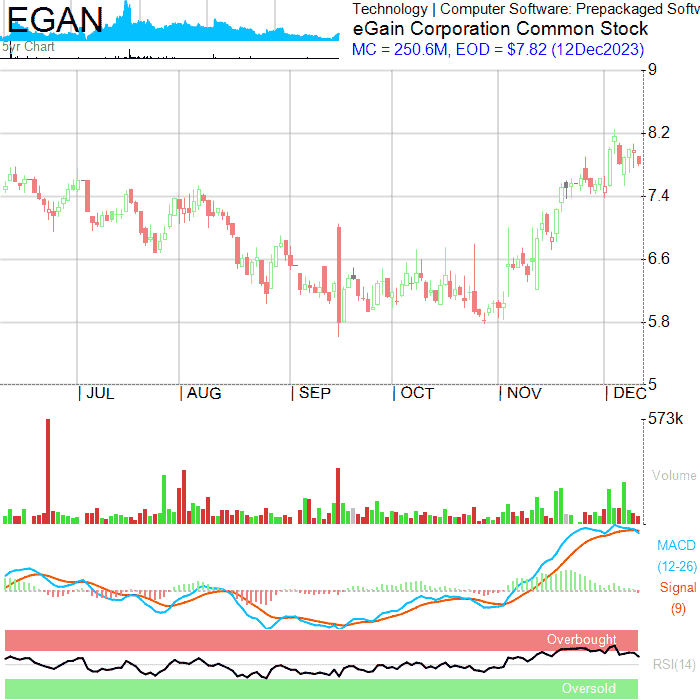 EGAN
5yr Chart
Technology | Computer Software: Prepackaged Softw
eGain Corporation Common Stock
MC = 250.6M, EOD = $7.82 (12Dec2023)
9
8.2
7.4
6.6
5.8
5
JUL
AUG
SEP
OCT
NOV
DEC
573k
Volume
MACD
(12-26)
Signal
(9)
Overbought
RSI(14)
Oversold